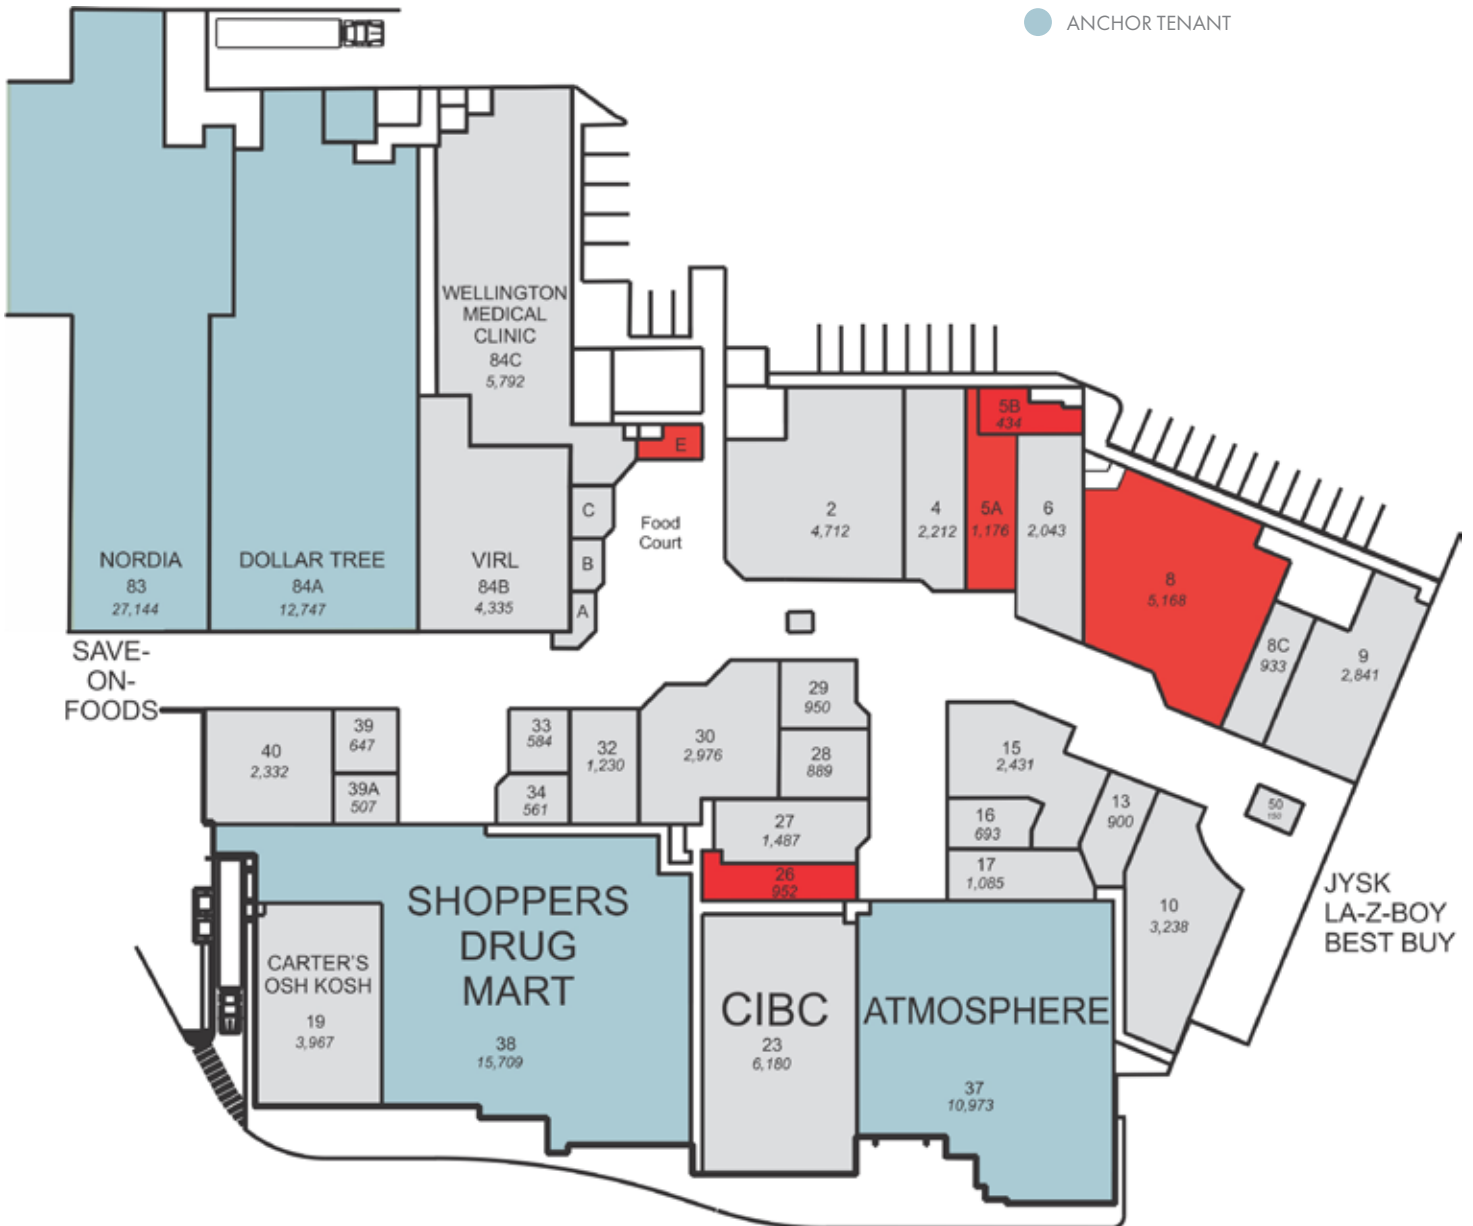 ANCHOR TENANT
WELLINGTON
MEDICAL
CLINIC
84C
5,792
E
5B
434
C
B
A
Food
Court
2
4,712
4
2,212
5A
1,176
6
2,043
8
5,168
8C
933
9
2,841
NORDIA
83
27,144
DOLLAR TREE
84A
12,747
VIRL
84B
4,335
SAVE-
ON-
FOODS
40
2,332
39
647
39A
507
33
584
34
561
32
1,230
30
2,976
29
950
28
889
27
1,487
26
952
15
2,431
16
693
17
1,085
13
900
10
3,238
50
150
JYSK
LA-Z-BOY
BEST BUY
SHOPPERS
DRUG
MART
38
15,709
CARTER'S
OSH KOSH
19
3,967
CIBC
23
6,180
ATMOSPHERE
37
10,973